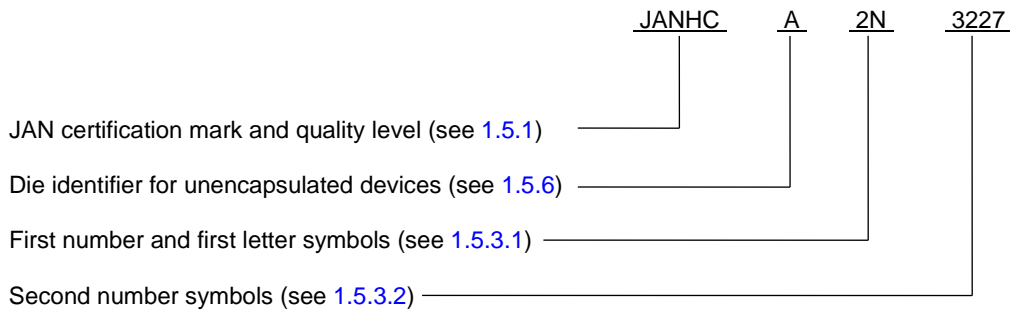 JANHC A 2N 3227
JAN certification mark and quality level (see 1.5.1)
Die identifier for unencapsulated devices (see 1.5.6)
First number and first letter symbols (see 1.5.3.1)
Second number symbols (see 1.5.3.2)